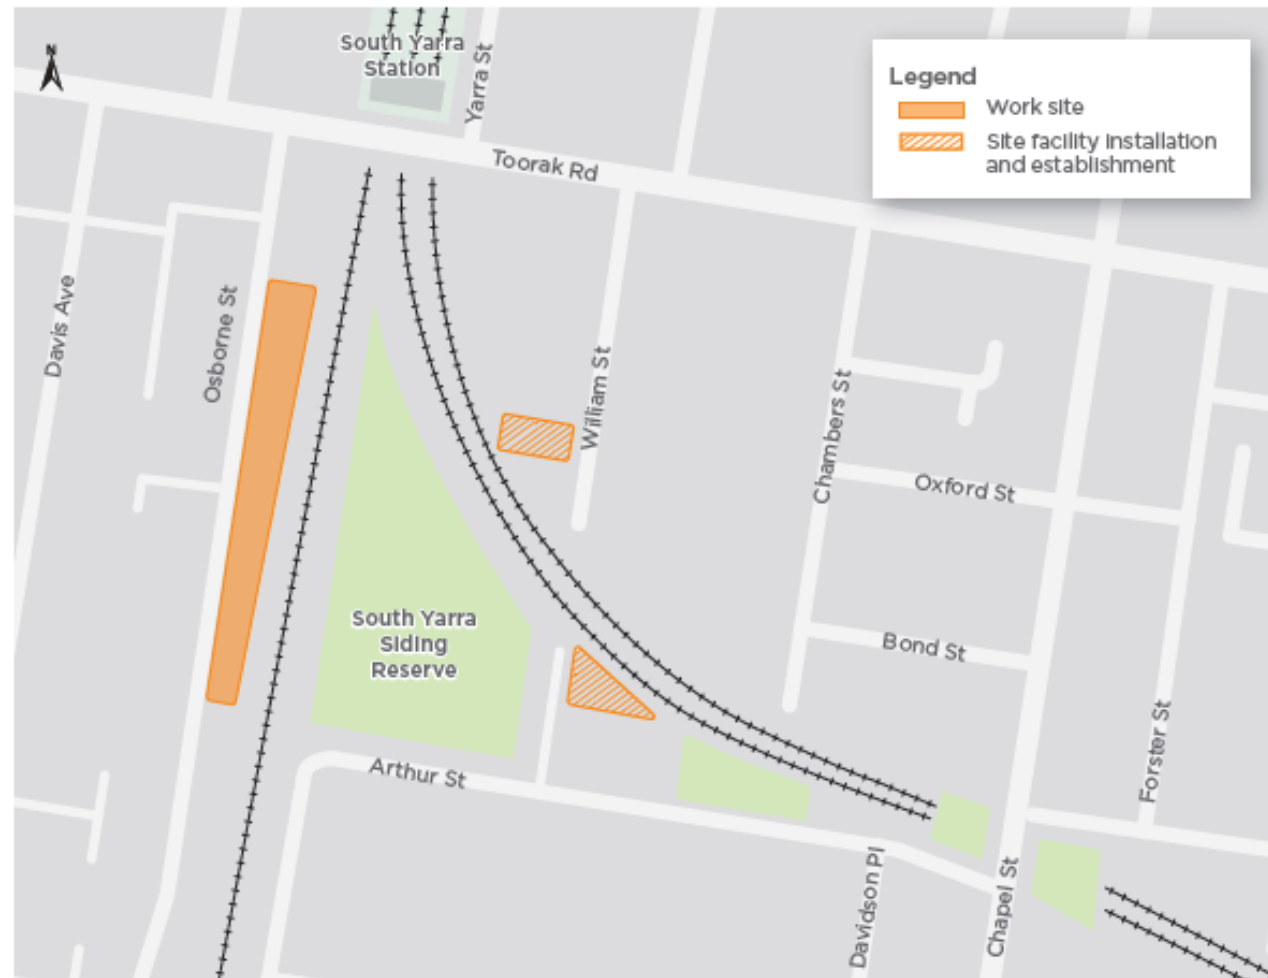 N
South Yarra
Station
Yarra St
Toorak Rd
Legend
Work site
Site facility installation
and establishment
Davis Ave
Osborne St
William St
Chambers St
Oxford St
South Yarra
Siding
Reserve
Bond St
Arthur St
Forster St
Davidson Pl
Chapel St